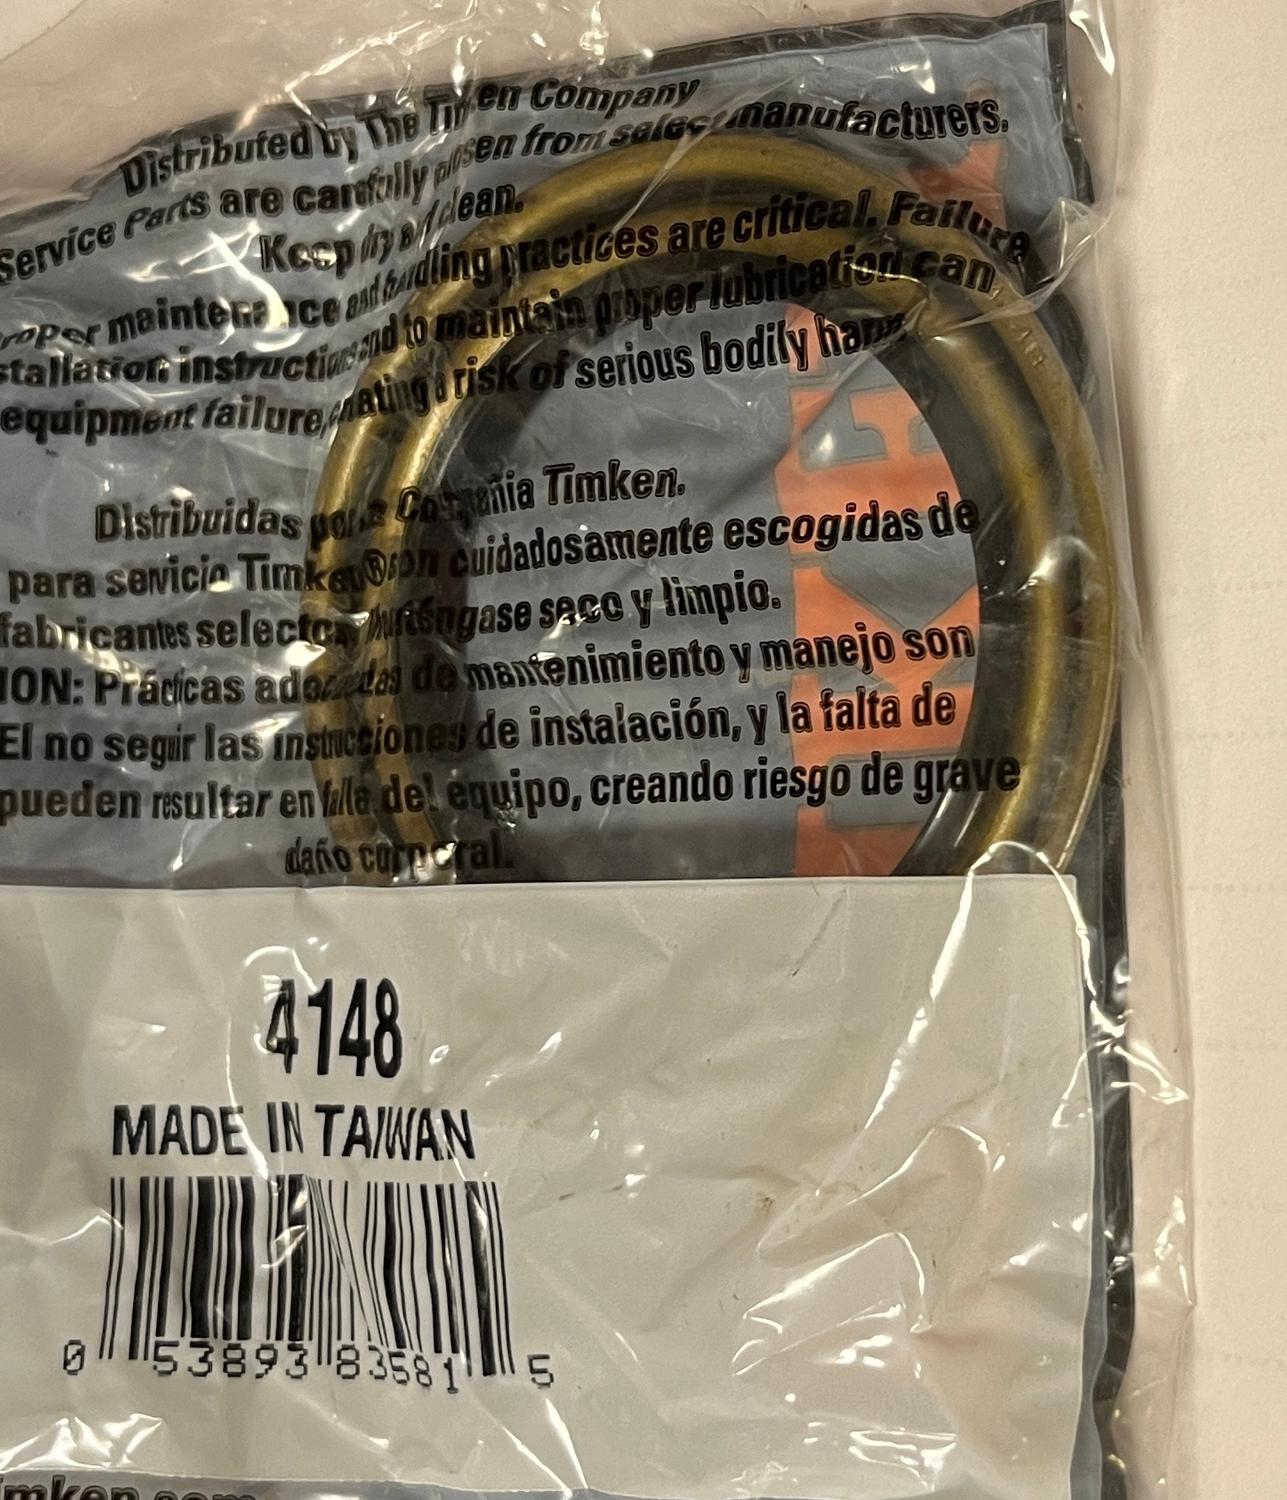 Distributed by The Timken Company
Service Parts are carefully chosen from select manufacturers.
Keep dry and clean.
roper maintenance and handling practices are critical. Failure
stallation instructions and to maintain proper lubrication can
equipment failure, creating a risk of serious bodily harm.
Distribuidas por la Compañia Timken.
para servicio Timken® son cuidadosamente escogidas de
fabricantes selectos. Manténgase seco y limpio.
ION: Prácticas adecuadas de mantenimiento y manejo son
El no seguir las instrucciones de instalación, y la falta de
pueden resultar en falla del equipo, creando riesgo de grave
daño corporal.
4148
MADE IN TAIWAN
0 53893 83581 5
imken.com